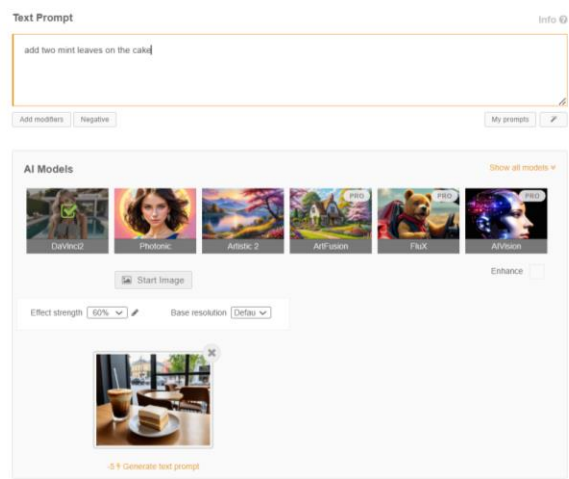 Text Prompt
Info
add two mint leaves on the cake
Add modifiers Negative
My prompts
AI Models
Show all models
PRO PRO PRO
DaVinci2 Photonic Artistic 2 ArtFusion FluX AIVision
Start Image
Enhance
Effect strength 60% Base resolution Defau
-5 Generate text prompt